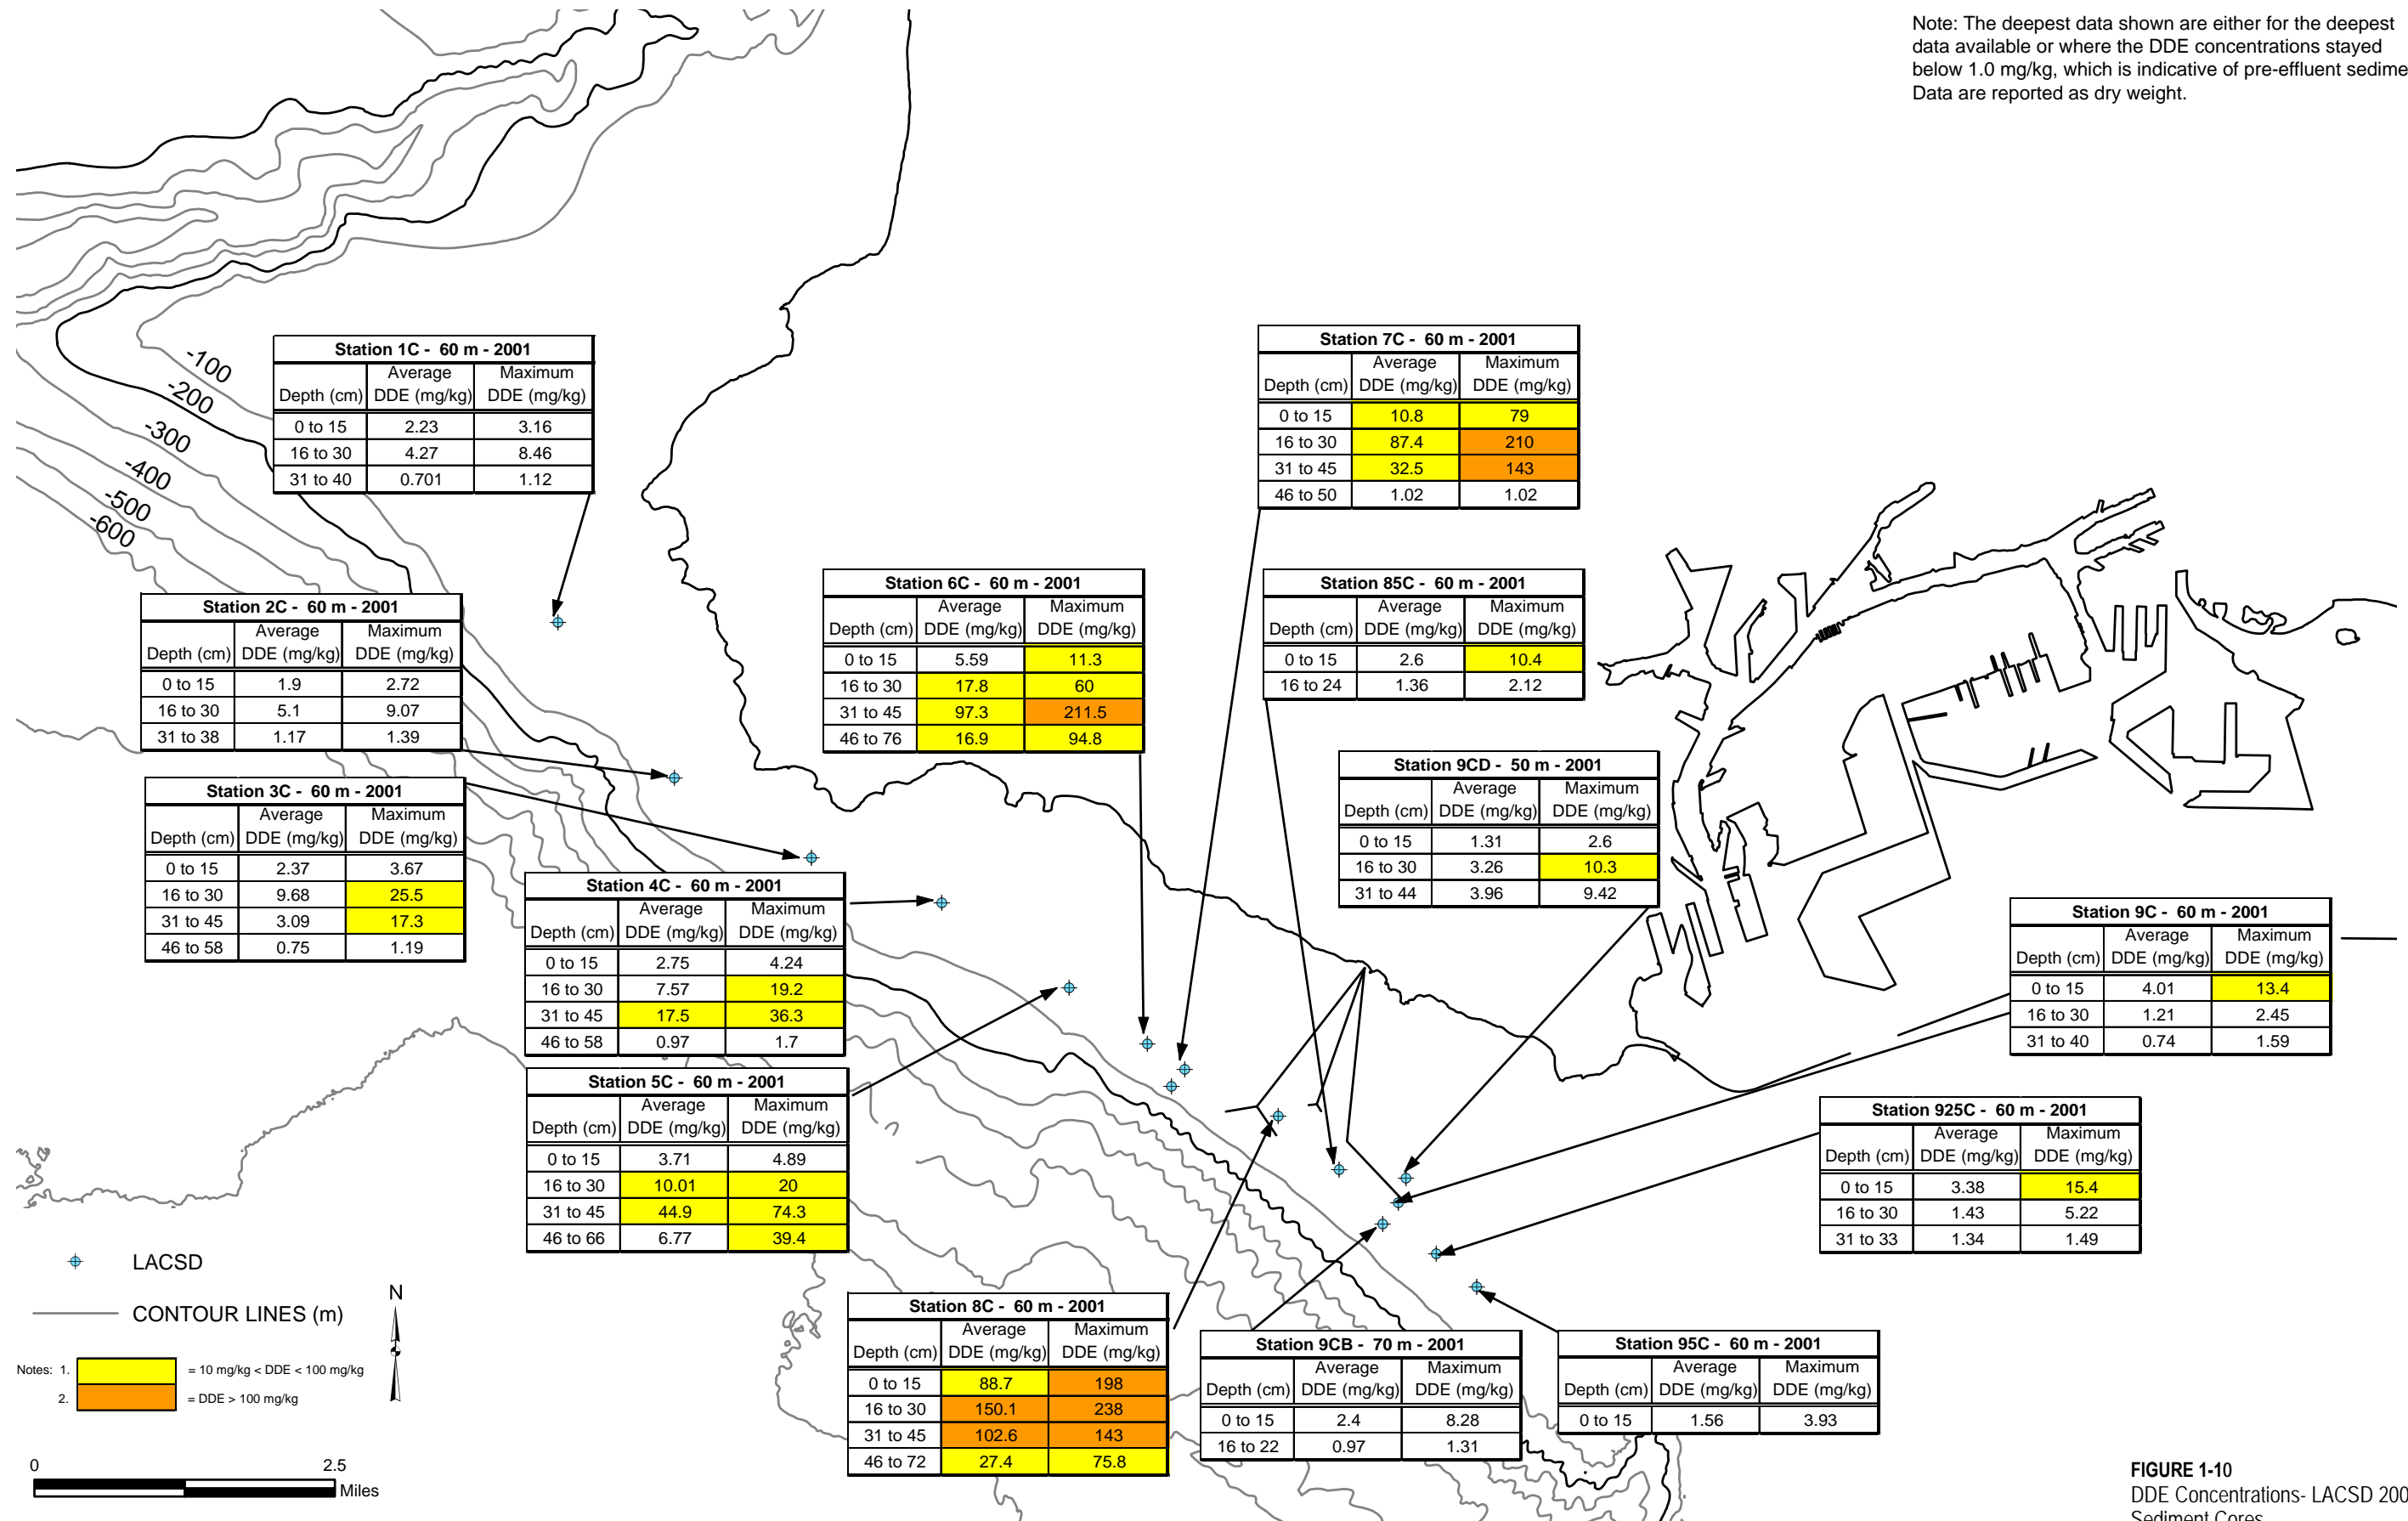 Note: The deepest data shown are either for the deepest
data available or where the DDE concentrations stayed
below 1.0 mg/kg, which is indicative of pre-effluent sedime
Data are reported as dry weight.
-100
-200
-300
-400
-500
-600
Station 1C - 60 m - 2001
Depth (cm) Average DDE (mg/kg) Maximum DDE (mg/kg)
0 to 15 2.23 3.16
16 to 30 4.27 8.46
31 to 40 0.701 1.12
Station 7C - 60 m - 2001
Depth (cm) Average DDE (mg/kg) Maximum DDE (mg/kg)
0 to 15 10.8 79
16 to 30 87.4 210
31 to 45 32.5 143
46 to 50 1.02 1.02
Station 2C - 60 m - 2001
Depth (cm) Average DDE (mg/kg) Maximum DDE (mg/kg)
0 to 15 1.9 2.72
16 to 30 5.1 9.07
31 to 38 1.17 1.39
Station 6C - 60 m - 2001
Depth (cm) Average DDE (mg/kg) Maximum DDE (mg/kg)
0 to 15 5.59 11.3
16 to 30 17.8 60
31 to 45 97.3 211.5
46 to 76 16.9 94.8
Station 85C - 60 m - 2001
Depth (cm) Average DDE (mg/kg) Maximum DDE (mg/kg)
0 to 15 2.6 10.4
16 to 24 1.36 2.12
Station 3C - 60 m - 2001
Depth (cm) Average DDE (mg/kg) Maximum DDE (mg/kg)
0 to 15 2.37 3.67
16 to 30 9.68 25.5
31 to 45 3.09 17.3
46 to 58 0.75 1.19
Station 9CD - 50 m - 2001
Depth (cm) Average DDE (mg/kg) Maximum DDE (mg/kg)
0 to 15 1.31 2.6
16 to 30 3.26 10.3
31 to 44 3.96 9.42
Station 4C - 60 m - 2001
Depth (cm) Average DDE (mg/kg) Maximum DDE (mg/kg)
0 to 15 2.75 4.24
16 to 30 7.57 19.2
31 to 45 17.5 36.3
46 to 58 0.97 1.7
Station 9C - 60 m - 2001
Depth (cm) Average DDE (mg/kg) Maximum DDE (mg/kg)
0 to 15 4.01 13.4
16 to 30 1.21 2.45
31 to 40 0.74 1.59
Station 5C - 60 m - 2001
Depth (cm) Average DDE (mg/kg) Maximum DDE (mg/kg)
0 to 15 3.71 4.89
16 to 30 10.01 20
31 to 45 44.9 74.3
46 to 66 6.77 39.4
Station 925C - 60 m - 2001
Depth (cm) Average DDE (mg/kg) Maximum DDE (mg/kg)
0 to 15 3.38 15.4
16 to 30 1.43 5.22
31 to 33 1.34 1.49
Station 8C - 60 m - 2001
Depth (cm) Average DDE (mg/kg) Maximum DDE (mg/kg)
0 to 15 88.7 198
16 to 30 150.1 238
31 to 45 102.6 143
46 to 72 27.4 75.8
Station 9CB - 70 m - 2001
Depth (cm) Average DDE (mg/kg) Maximum DDE (mg/kg)
0 to 15 2.4 8.28
16 to 22 0.97 1.31
Station 95C - 60 m - 2001
Depth (cm) Average DDE (mg/kg) Maximum DDE (mg/kg)
0 to 15 1.56 3.93
LACSD
CONTOUR LINES (m)
N
Notes: 1. = 10 mg/kg < DDE < 100 mg/kg
2. = DDE > 100 mg/kg
0 2.5
Miles
FIGURE 1-10
DDE Concentrations- LACSD 200
Sediment Cores